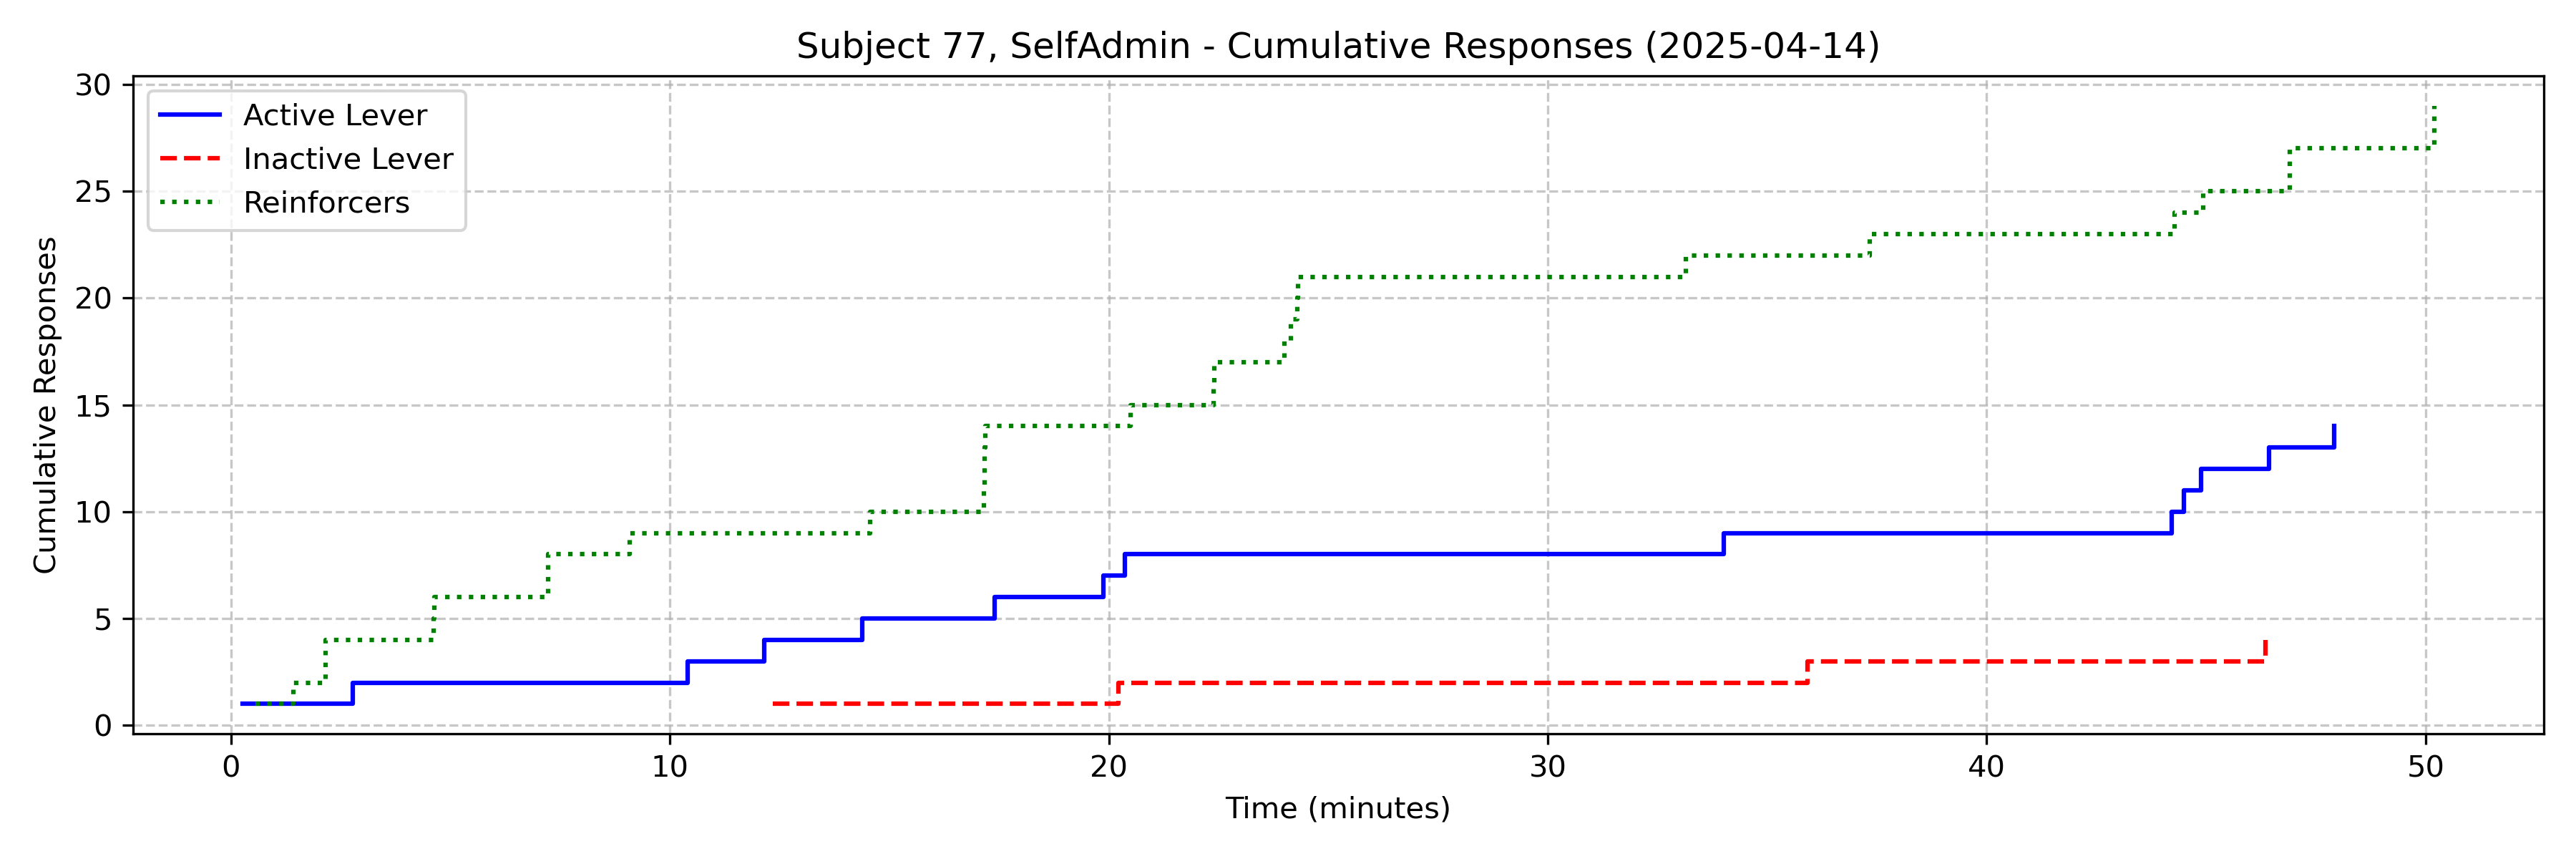 Subject 77, SelfAdmin - Cumulative Responses (2025-04-14)
30
25
20
15
10
5
0
Cumulative Responses
Active Lever
Inactive Lever
Reinforcers
0 10 20 30 40 50
Time (minutes)